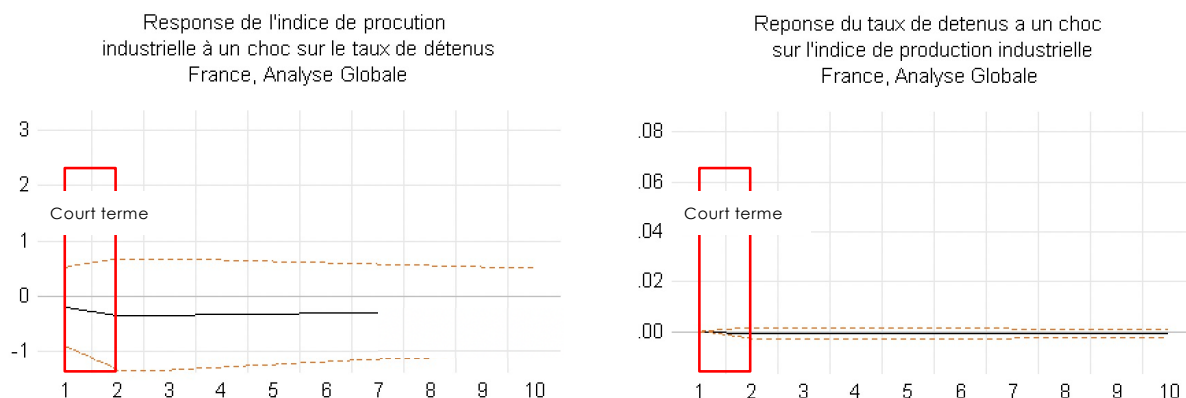 Response de l'indice de procution
industrielle à un choc sur le taux de détenus
France, Analyse Globale
3
2
Court terme
1
0
-1
1 2 3 4 5 6 7 8 9 10
Reponse du taux de detenus a un choc
sur l'indice de production industrielle
France, Analyse Globale
.08
.06
Court terme
.04
.02
.00
1 2 3 4 5 6 7 8 9 10